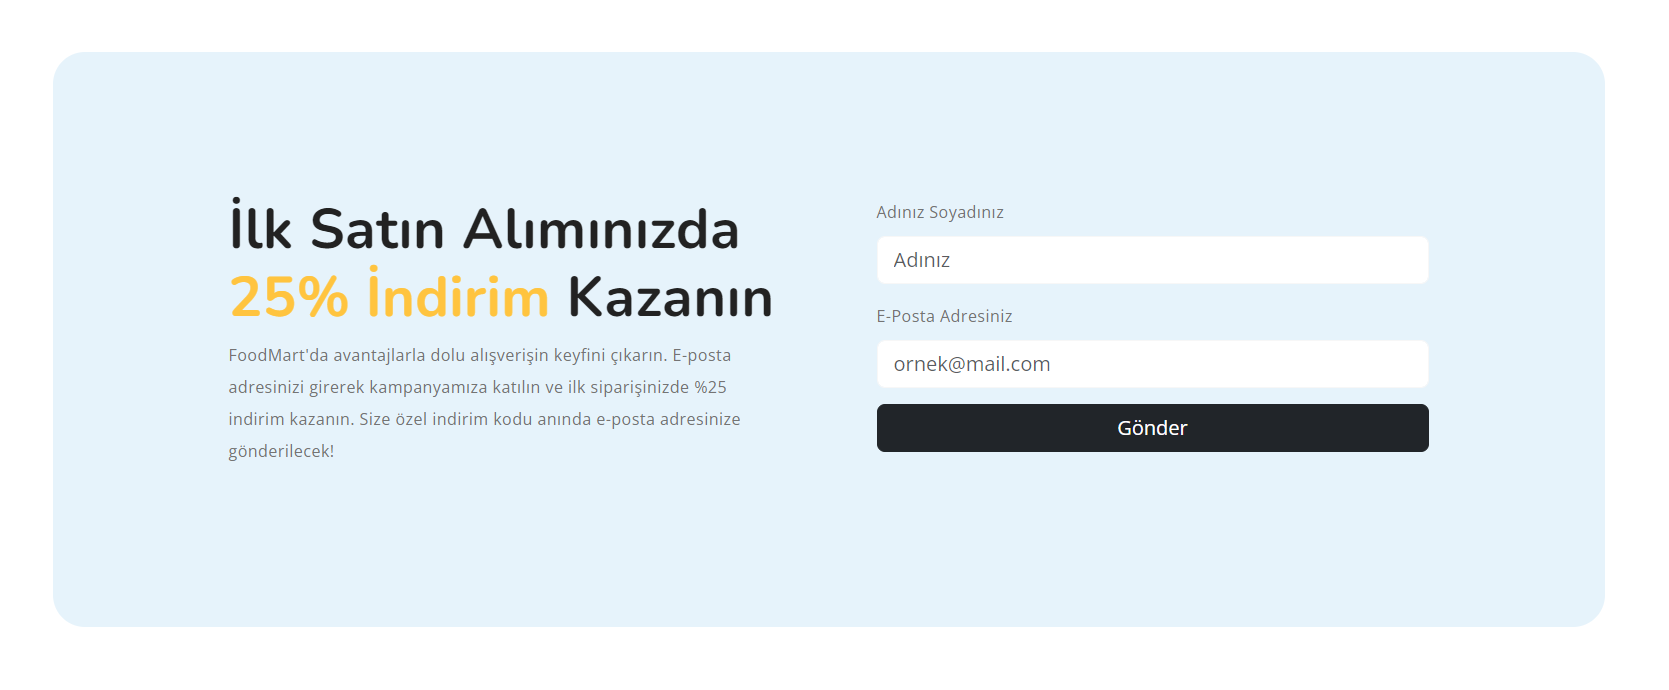 İlk Satın Alımınızda
25% İndirim Kazanın
FoodMart'da avantajlarla dolu alışverişin keyfini çıkarın. E-posta
adresinizi girerek kampanyamıza katılın ve ilk siparişinizde %25
indirim kazanın. Size özel indirim kodu anında e-posta adresinize
gönderilecek!
Adınız Soyadınız
Adınız
E-Posta Adresiniz
ornek@mail.com
Gönder